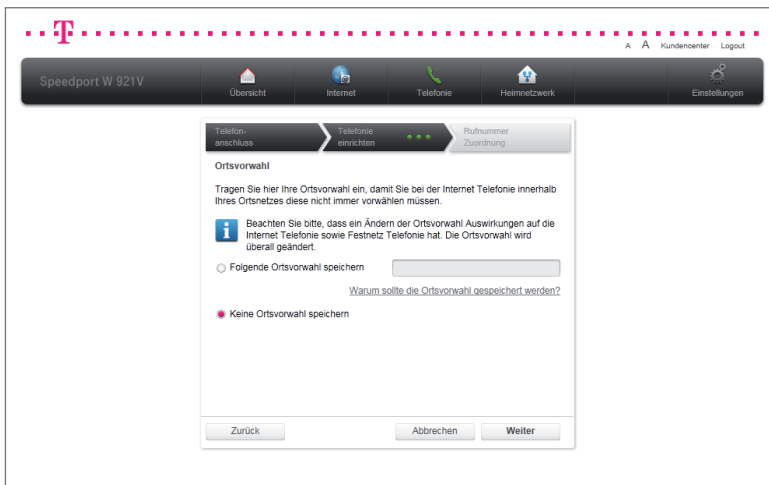 T
A A Kundencenter Logout
Speedport W 921V
Übersicht Internet Telefonie Heimnetzwerk Einstellungen
Telefon-
anschluss
Telefonie
einrichten
Rufnummer
Zuordnung
Ortsvorwahl
Tragen Sie hier Ihre Ortsvorwahl ein, damit Sie bei der Internet Telefonie innerhalb
Ihres Ortsnetzes diese nicht immer vorwählen müssen.
i
Beachten Sie bitte, dass ein Ändern der Ortsvorwahl Auswirkungen auf die
Internet Telefonie sowie Festnetz Telefonie hat. Die Ortsvorwahl wird
überall geändert.
Folgende Ortsvorwahl speichern
Warum sollte die Ortsvorwahl gespeichert werden?
Keine Ortsvorwahl speichern
Zurück Abbrechen Weiter